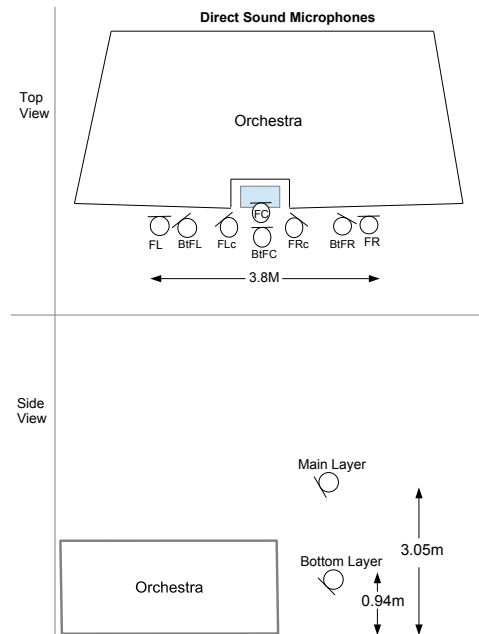 Direct Sound Microphones
Top
View
Orchestra
FC
FL
BtFL
FLc
BtFC
FRc
BtFR
FR
3.8M
Side
View
Main Layer
3.05m
Bottom Layer
Orchestra
0.94m